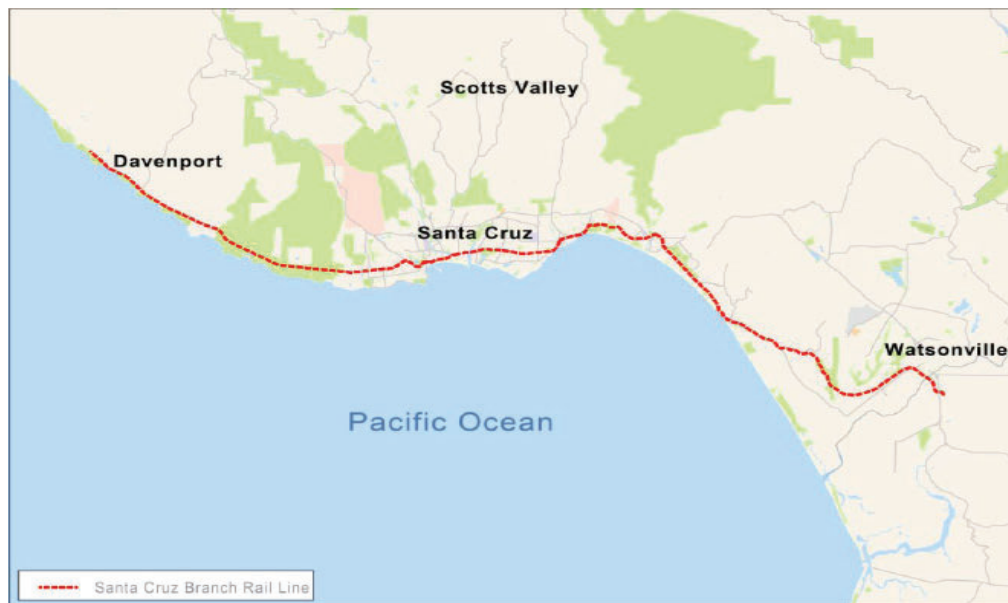 Scotts Valley
Davenport
Santa Cruz
Watsonville
Pacific Ocean
Santa Cruz Branch Rail Line